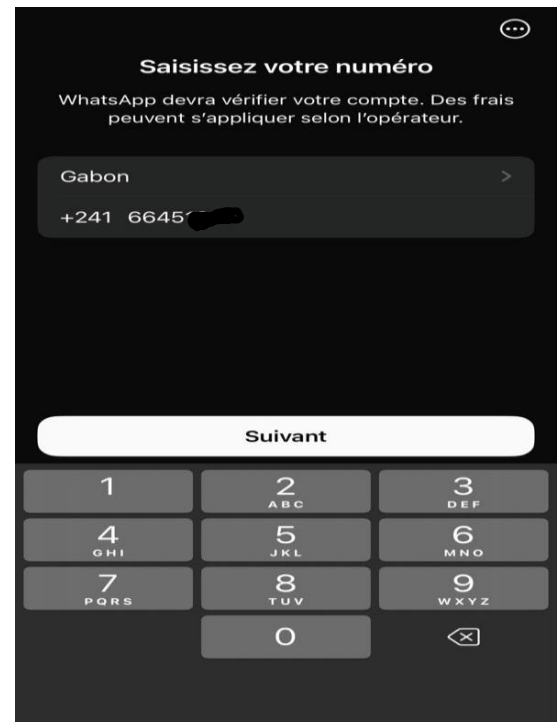 Saisissez votre numéro
WhatsApp devra vérifier votre compte. Des frais
peuvent s'appliquer selon l'opérateur.
Gabon >
+241 6645
Suivant
1 2 3
ABC DEF
4 5 6
GHI JKL MNO
7 8 9
PQRS TUV WXYZ
0